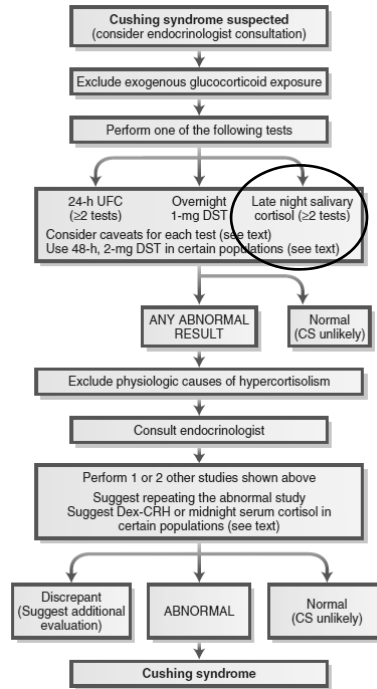 Cushing syndrome suspected
(consider endocrinologist consultation)
Exclude exogenous glucocorticoid exposure
Perform one of the following tests
24-h UFC
(≥2 tests)
Overnight
1-mg DST
Late night salivary
cortisol (≥2 tests)
Consider caveats for each test (see text)
Use 48-h, 2-mg DST in certain populations (see text)
ANY ABNORMAL
RESULT
Normal
(CS unlikely)
Exclude physiologic causes of hypercortisolism
Consult endocrinologist
Perform 1 or 2 other studies shown above
Suggest repeating the abnormal study
Suggest Dex-CRH or midnight serum cortisol in
certain populations (see text)
Discrepant
(Suggest additional
evaluation)
ABNORMAL
Normal
(CS unlikely)
Cushing syndrome